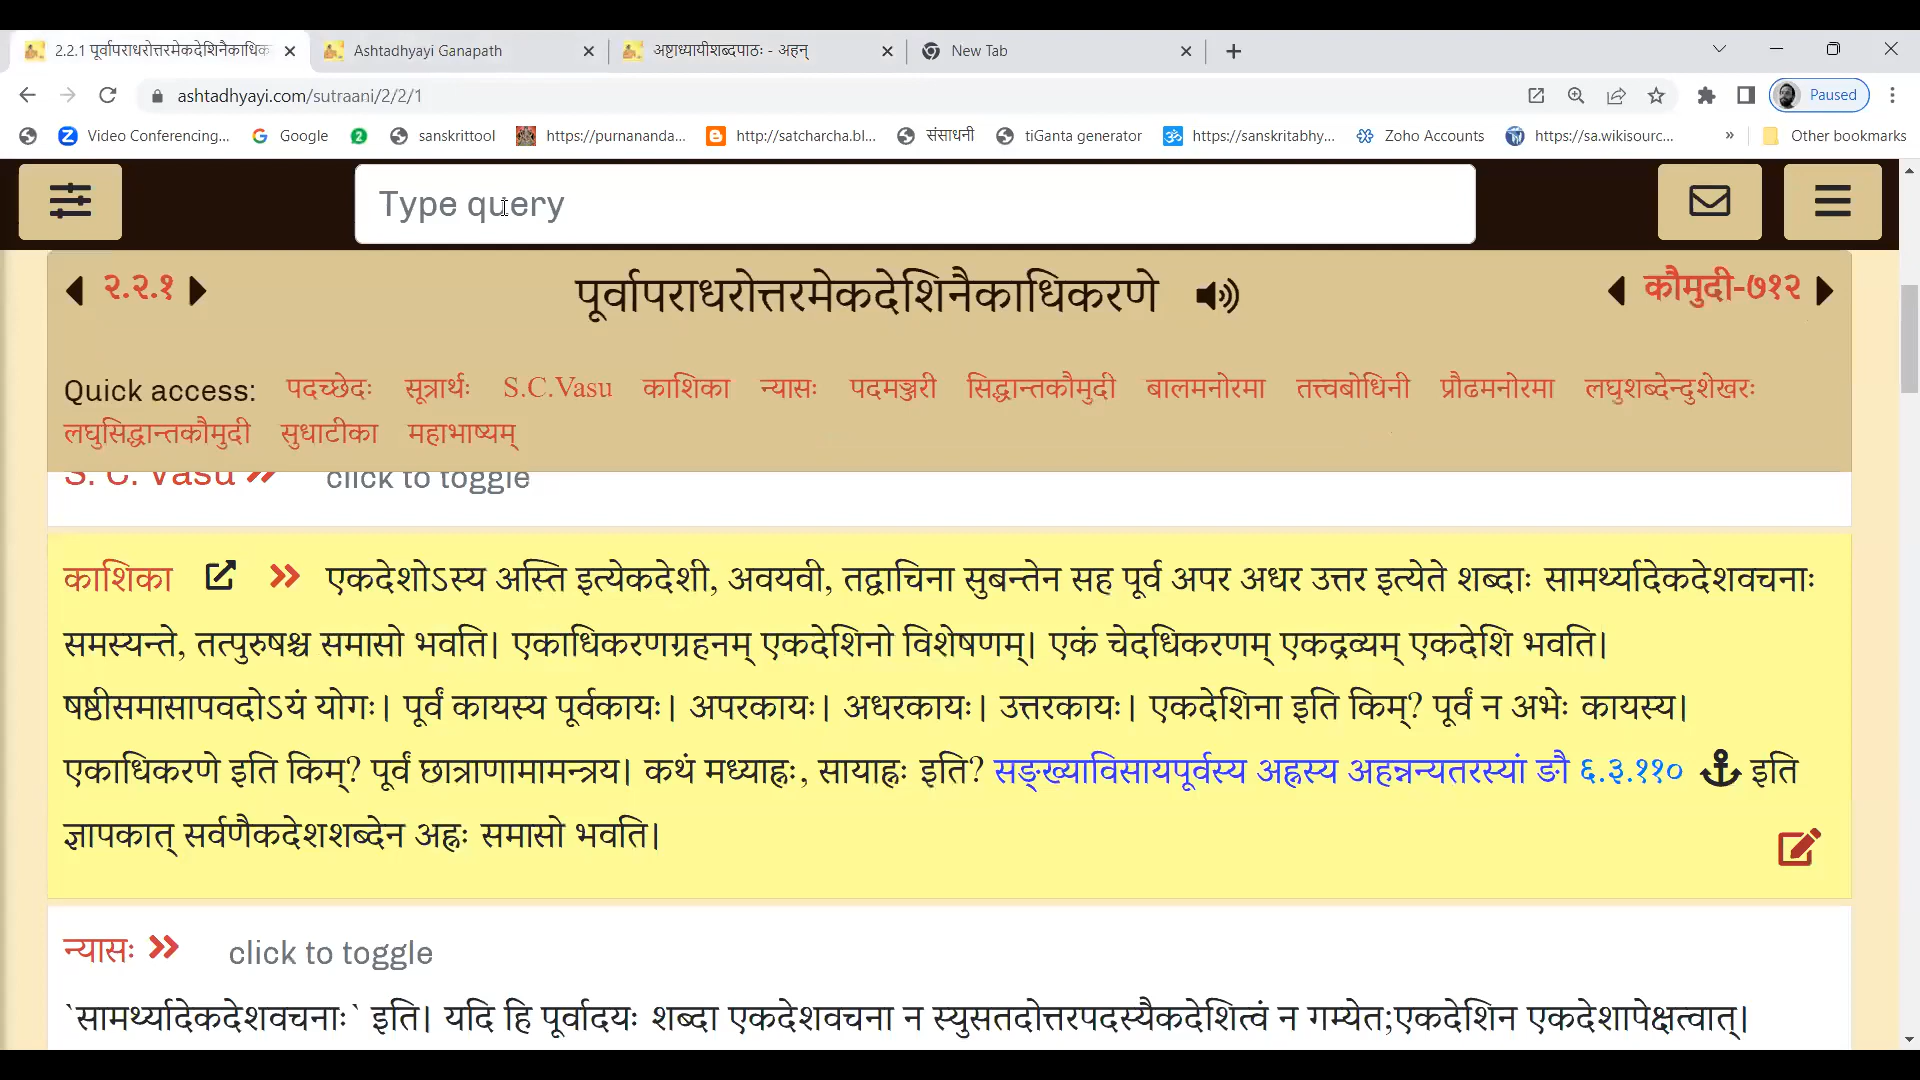 2.2.1 पूर्वापराधरोत्तरमेकदेशिनैकाधिक
Ashtadhyayi Ganapath
अष्टाध्यायीशब्दपाठः - अहन्
New Tab
ashtadhyayi.com/sutraani/2/2/1
Paused
Video Conferencing...
Google
2
sanskrittool
https://purnananda...
http://satcharcha.bl...
संसाधनी
tiGanta generator
https://sanskritabhy...
Zoho Accounts
https://sa.wikisourc...
»
Other bookmarks
Type query
२.२.१
पूर्वापराधरोत्तरमेकदेशिनैकाधिकरणे
कौमुदी-७१२
Quick access: पदच्छेदः सूत्रार्थः S.C.Vasu काशिका न्यासः पदमञ्जरी सिद्धान्तकौमुदी बालमनोरमा तत्त्वबोधिनी प्रौढमनोरमा लघुशब्देन्दुशेखरः
लघुसिद्धान्तकौमुदी सुधाटीका महाभाष्यम्
S. C. Vasu click to toggle
काशिका एकदेशोऽस्य अस्ति इत्येकदेशी, अवयवी, तद्वाचिना सुबन्तेन सह पूर्व अपर अधर उत्तर इत्येते शब्दाः सामर्थ्यादेकदेशवचनाः
समस्यन्ते, तत्पुरुषश्च समासो भवति। एकाधिकरणग्रहनम् एकदेशिनो विशेषणम्। एकं चेदधिकरणम् एकद्रव्यम् एकदेशि भवति।
षष्ठीसमासापवदोऽयं योगः। पूर्वं कायस्य पूर्वकायः। अपरकायः। अधरकायः। उत्तरकायः। एकदेशिना इति किम्? पूर्वं न अभेः कायस्य।
एकाधिकरणे इति किम्? पूर्वं छात्राणामामन्त्रय। कथं मध्याह्नः, सायाह्नः इति? सङ्ख्याविसायपूर्वस्य अह्नस्य अहन्नन्यतरस्यां ङौ ६.३.११० इति
ज्ञापकात् सर्वणैकदेशशब्देन अह्नः समासो भवति।
न्यासः click to toggle
`सामर्थ्यादेकदेशवचनाः` इति। यदि हि पूर्वादयः शब्दा एकदेशवचना न स्युसतदोत्तरपदस्यैकदेशित्वं न गम्येत;एकदेशिन एकदेशापेक्षत्वात्।